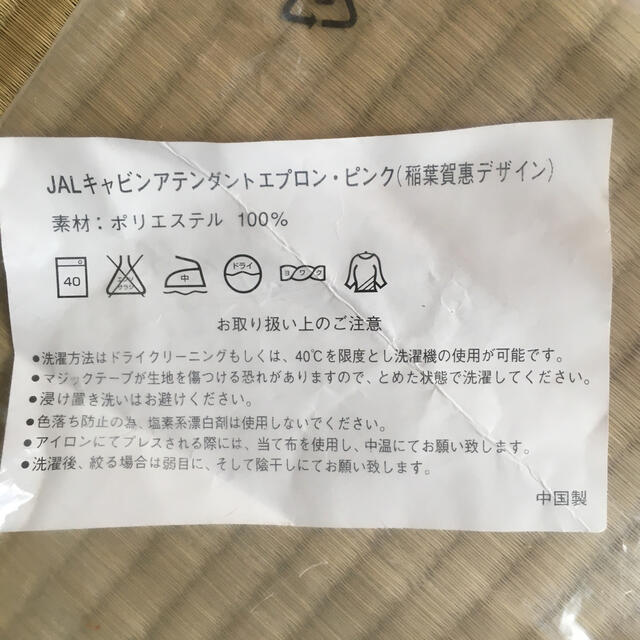 JALキャビンアテンダントエプロン・ピンク(稲葉賀恵デザイン)
素材：ポリエステル 100%
40 中 ドライ ヨワク
お取り扱い上のご注意
●洗濯方法はドライクリーニングもしくは、40℃を限度とし洗濯機の使用が可能です。
●マジックテープが生地を傷つける恐れがありますので、とめた状態で洗濯してください。
●浸け置き洗いはお避けください。
●色落ち防止の為、塩素系漂白剤は使用しないでください。
●アイロンにてプレスされる際には、当て布を使用し、中温にてお願い致します。
●洗濯後、絞る場合は弱目に、そして陰干しにてお願い致します。
中国製